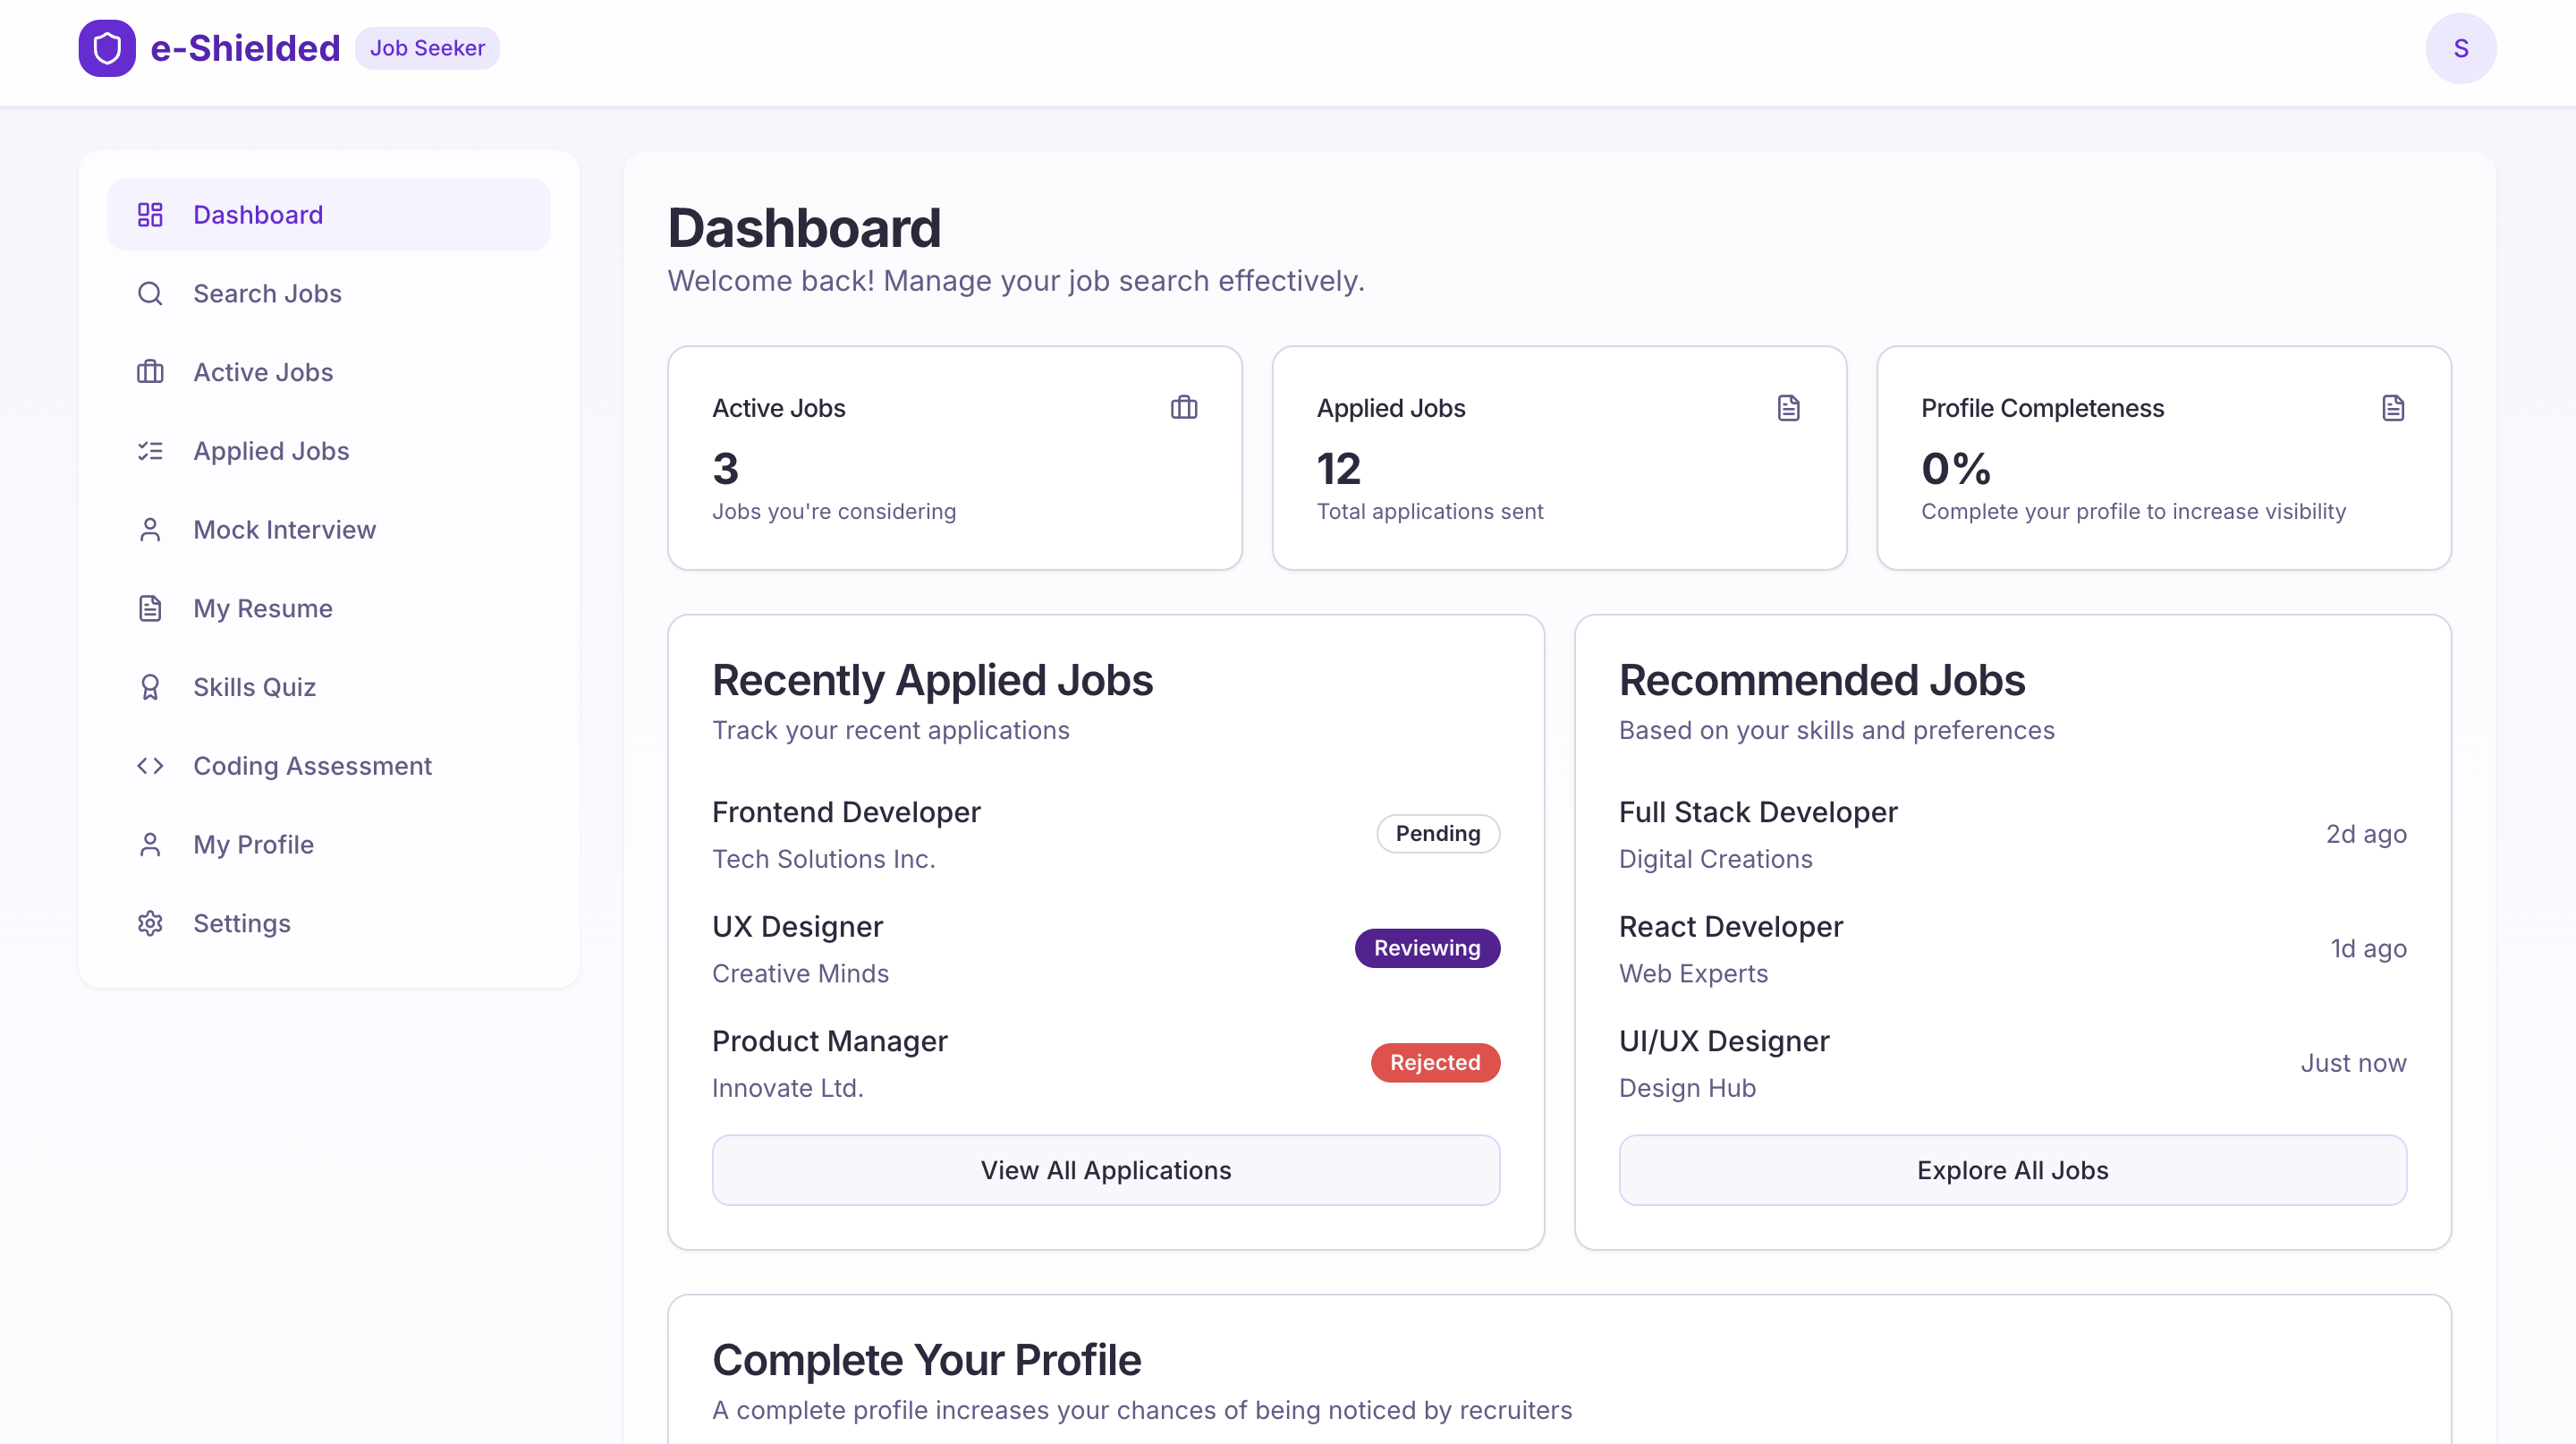 e-Shielded
Job Seeker
S
Dashboard
Search Jobs
Active Jobs
Applied Jobs
Mock Interview
My Resume
Skills Quiz
Coding Assessment
My Profile
Settings
Dashboard
Welcome back! Manage your job search effectively.
Active Jobs
3
Jobs you're considering
Applied Jobs
12
Total applications sent
Profile Completeness
0%
Complete your profile to increase visibility
Recently Applied Jobs
Track your recent applications
Frontend Developer
Tech Solutions Inc.
Pending
UX Designer
Creative Minds
Reviewing
Product Manager
Innovate Ltd.
Rejected
View All Applications
Recommended Jobs
Based on your skills and preferences
Full Stack Developer
Digital Creations
2d ago
React Developer
Web Experts
1d ago
UI/UX Designer
Design Hub
Just now
Explore All Jobs
Complete Your Profile
A complete profile increases your chances of being noticed by recruiters